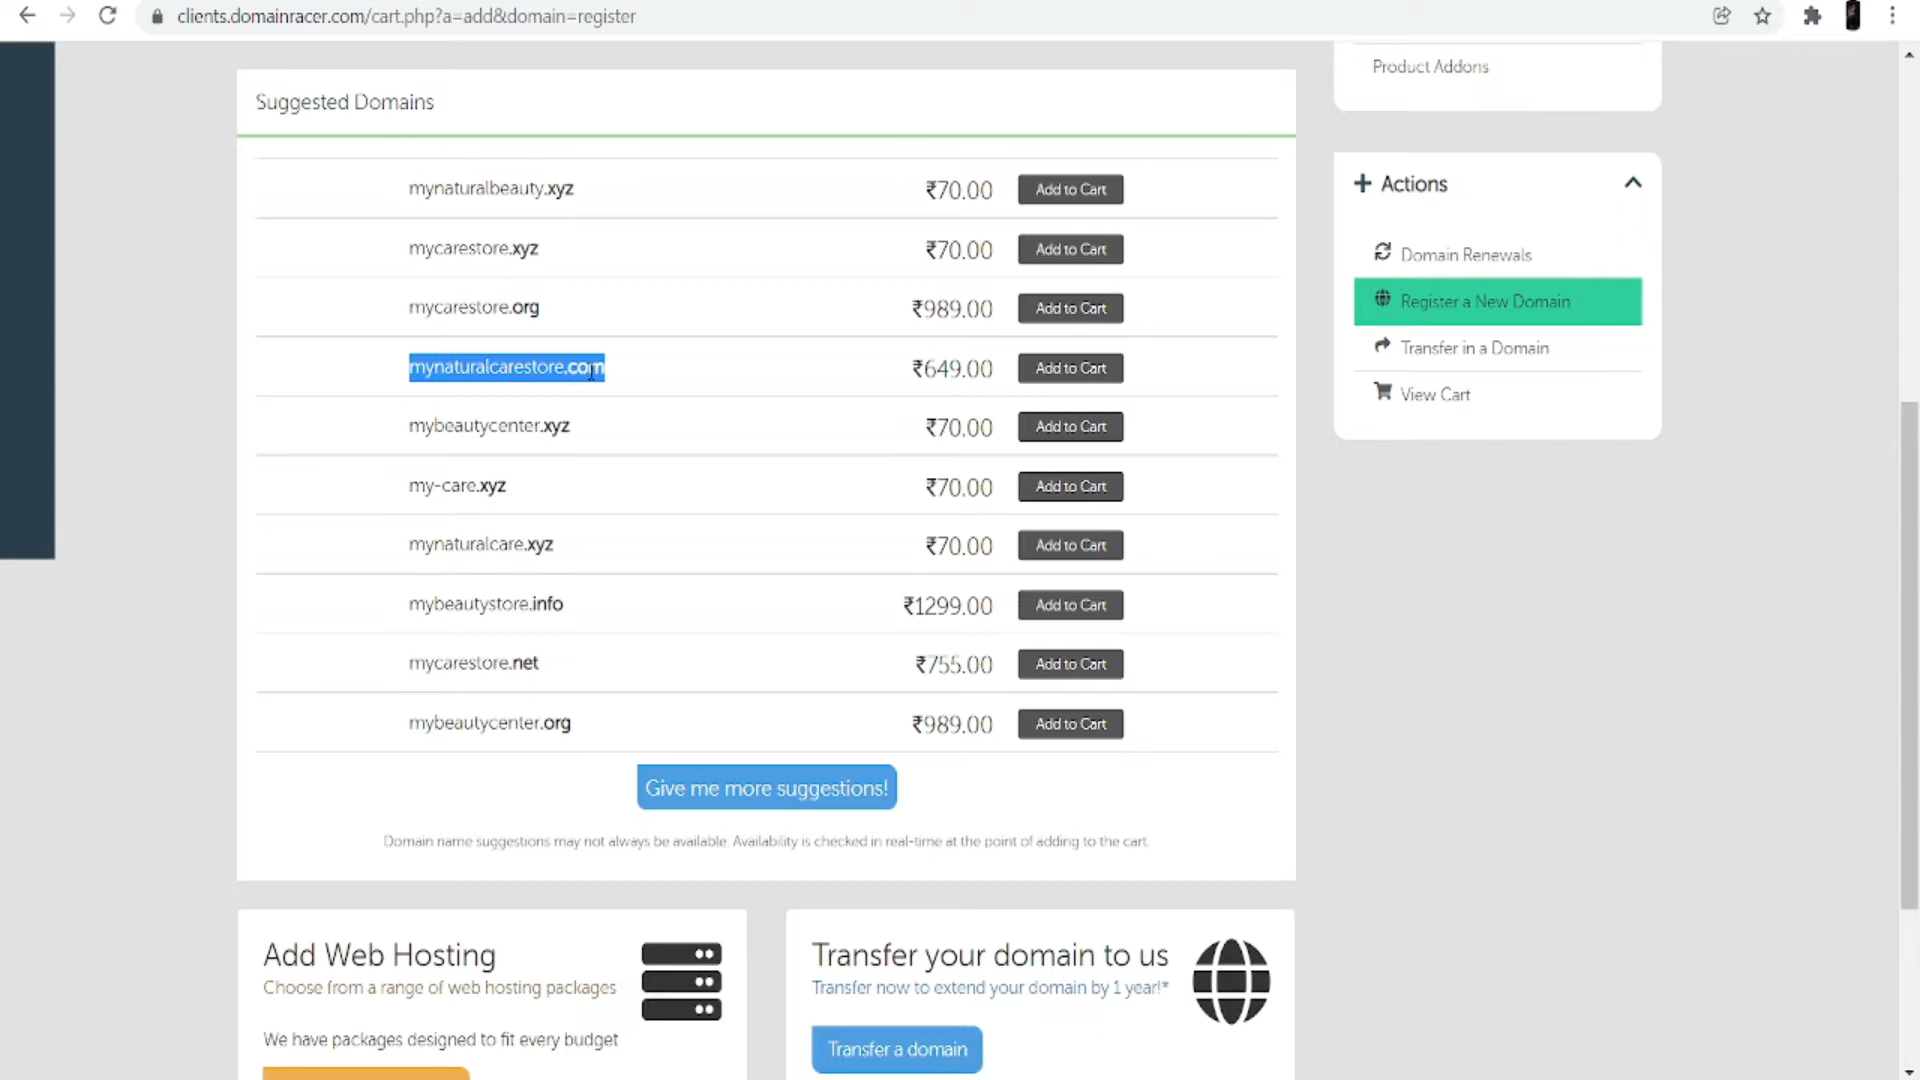 clients.domainracer.com/cart.php?a=add&domain=register
Product Addons
Suggested Domains
mynaturalbeauty.xyz ₹70.00 Add to Cart
mycarestore.xyz ₹70.00 Add to Cart
mycarestore.org ₹989.00 Add to Cart
mynaturalcarestore.com ₹649.00 Add to Cart
mybeautycenter.xyz ₹70.00 Add to Cart
my-care.xyz ₹70.00 Add to Cart
mynaturalcare.xyz ₹70.00 Add to Cart
mybeautystore.info ₹1299.00 Add to Cart
mycarestore.net ₹755.00 Add to Cart
mybeautycenter.org ₹989.00 Add to Cart
Give me more suggestions!
Domain name suggestions may not always be available. Availability is checked in real-time at the point of adding to the cart.
Actions
Domain Renewals
Register a New Domain
Transfer in a Domain
View Cart
Add Web Hosting
Choose from a range of web hosting packages
We have packages designed to fit every budget
Transfer your domain to us
Transfer now to extend your domain by 1 year!*
Transfer a domain